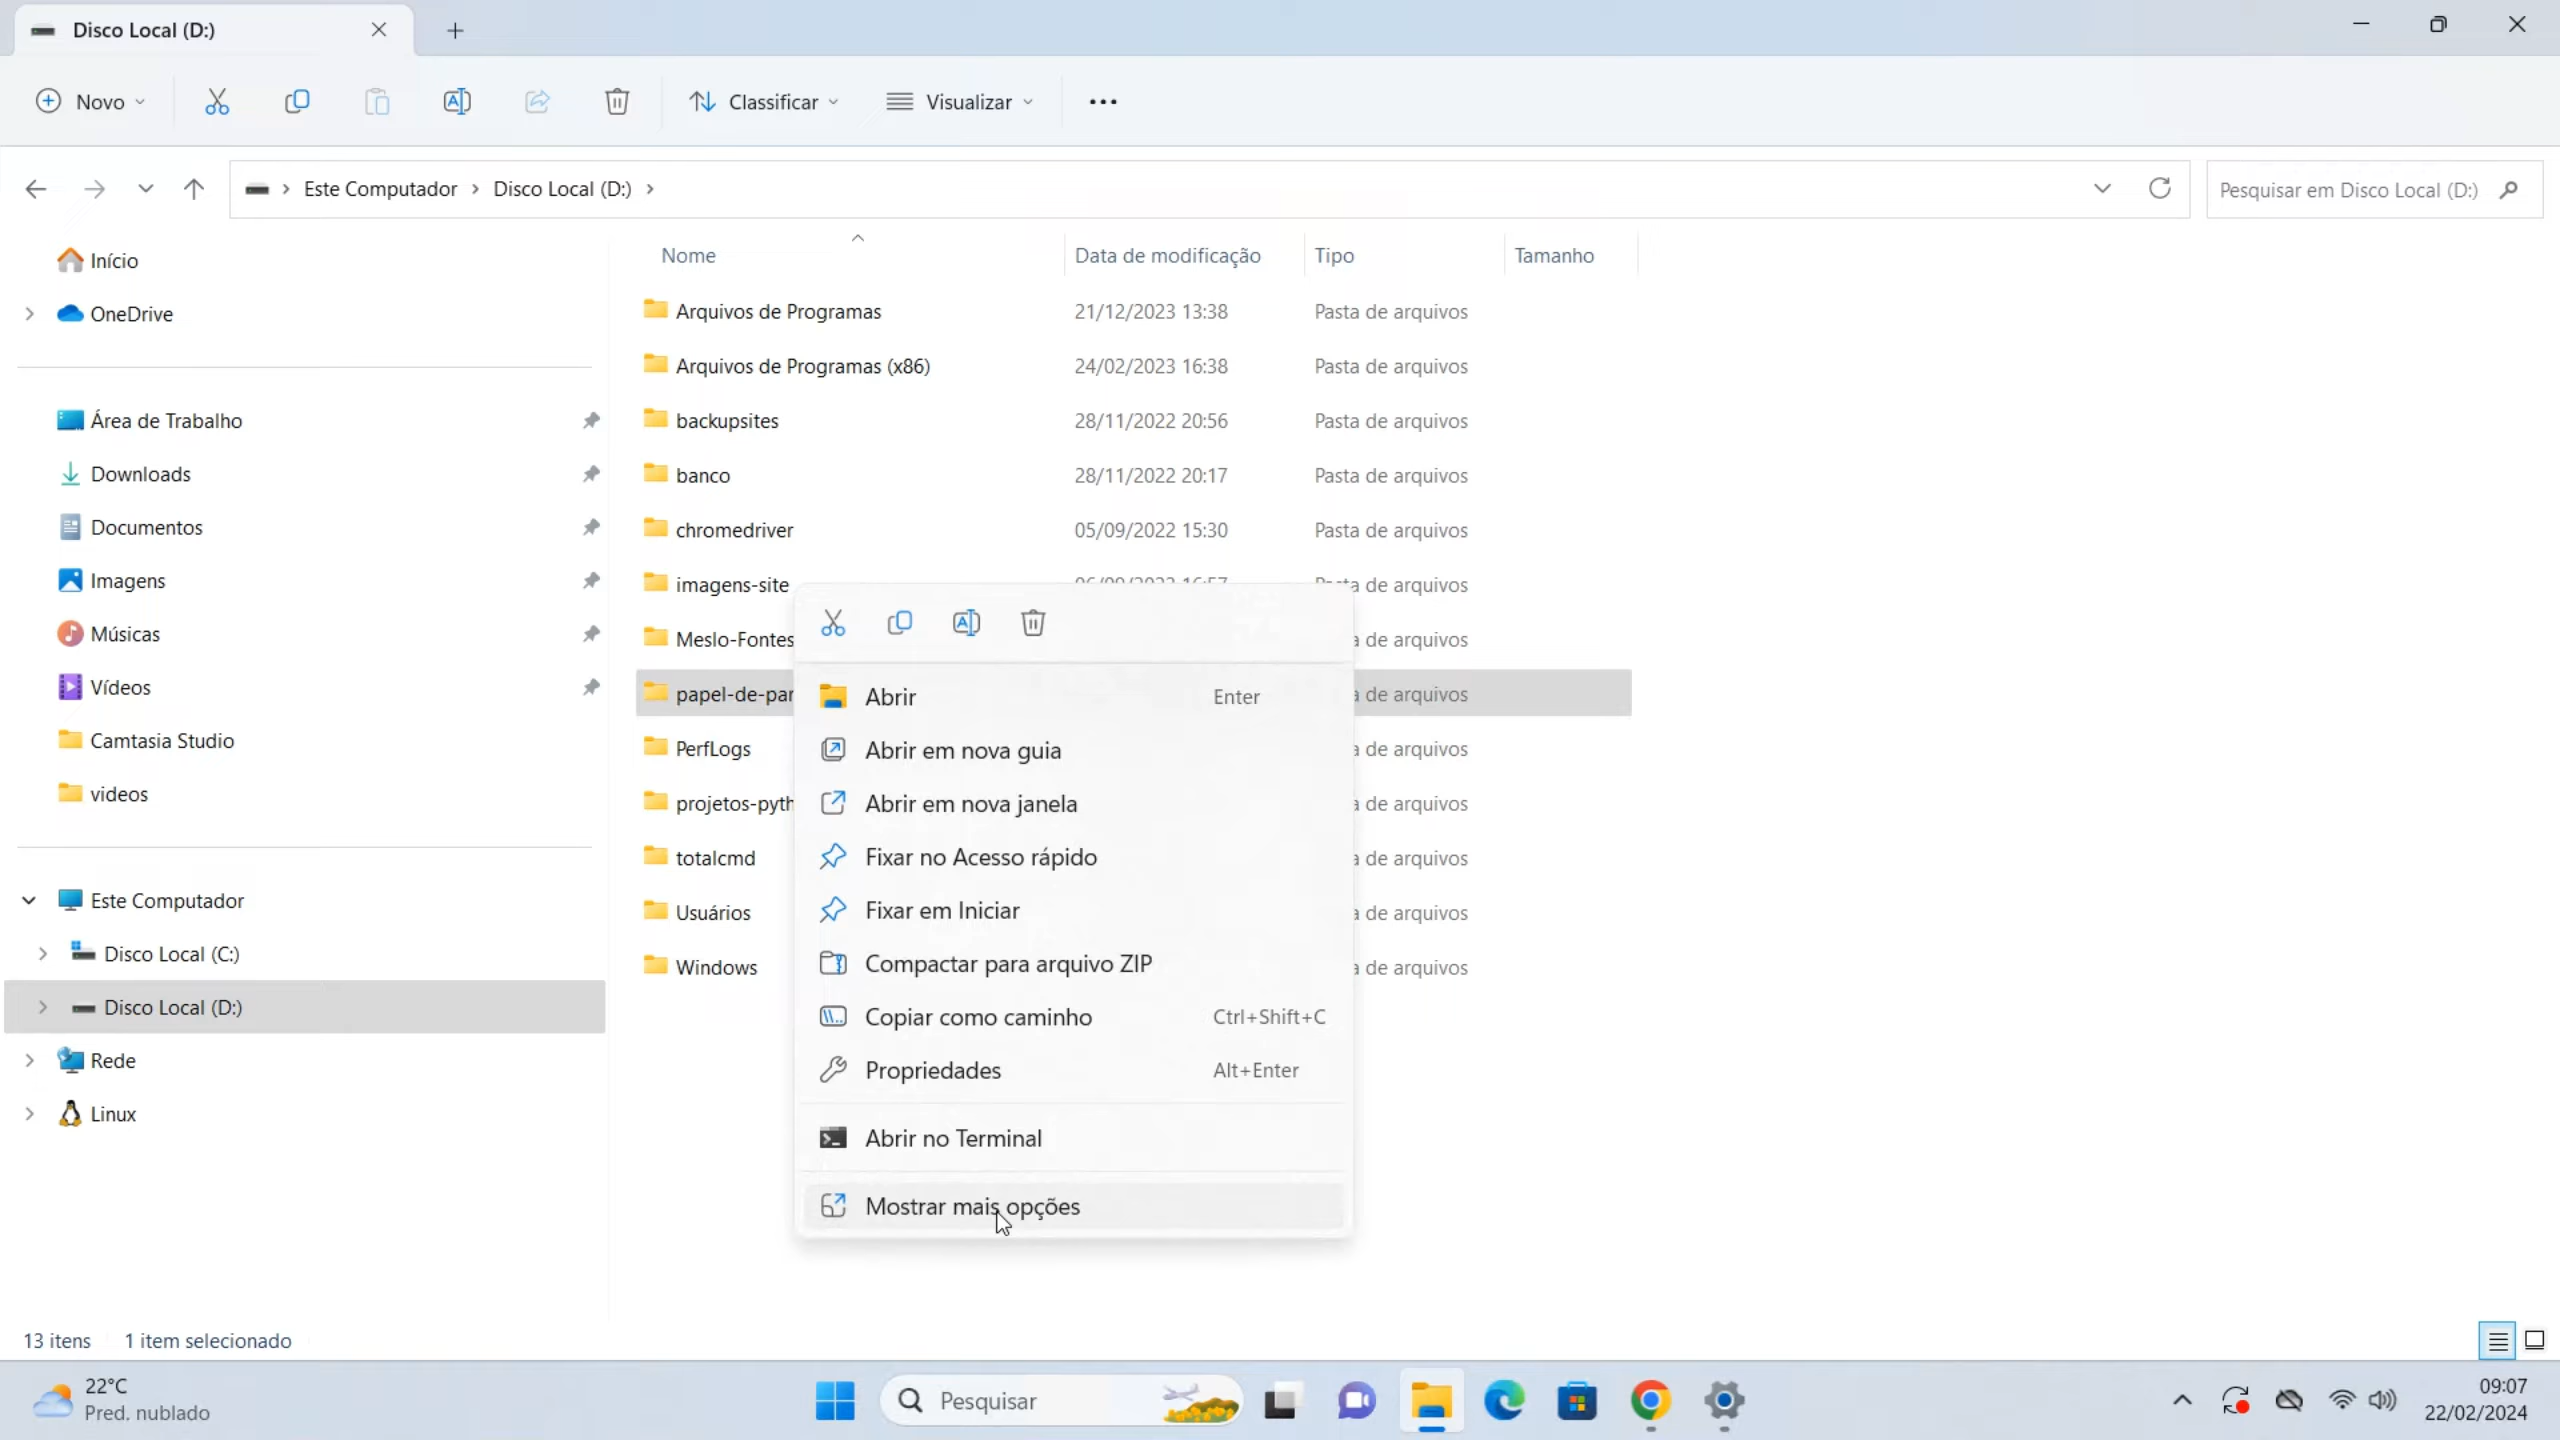 Disco Local (D:)
Novo
Classificar
Visualizar
Este Computador > Disco Local (D:) >
Pesquisar em Disco Local (D:)
Início
OneDrive
Área de Trabalho
Downloads
Documentos
Imagens
Músicas
Vídeos
Camtasia Studio
videos
Este Computador
Disco Local (C:)
Disco Local (D:)
Rede
Linux
Nome Data de modificação Tipo Tamanho
Arquivos de Programas 21/12/2023 13:38 Pasta de arquivos
Arquivos de Programas (x86) 24/02/2023 16:38 Pasta de arquivos
backupsites 28/11/2022 20:56 Pasta de arquivos
banco 28/11/2022 20:17 Pasta de arquivos
chromedriver 05/09/2022 15:30 Pasta de arquivos
imagens-site Pasta de arquivos
Meslo-Fontes a de arquivos
papel-de-par a de arquivos
PerfLogs a de arquivos
projetos-pyth a de arquivos
totalcmd a de arquivos
Usuários a de arquivos
Windows a de arquivos
Abrir Enter
Abrir em nova guia
Abrir em nova janela
Fixar no Acesso rápido
Fixar em Iniciar
Compactar para arquivo ZIP
Copiar como caminho Ctrl+Shift+C
Propriedades Alt+Enter
Abrir no Terminal
Mostrar mais opções
13 itens 1 item selecionado
22°C
Pred. nublado
Pesquisar
09:07
22/02/2024